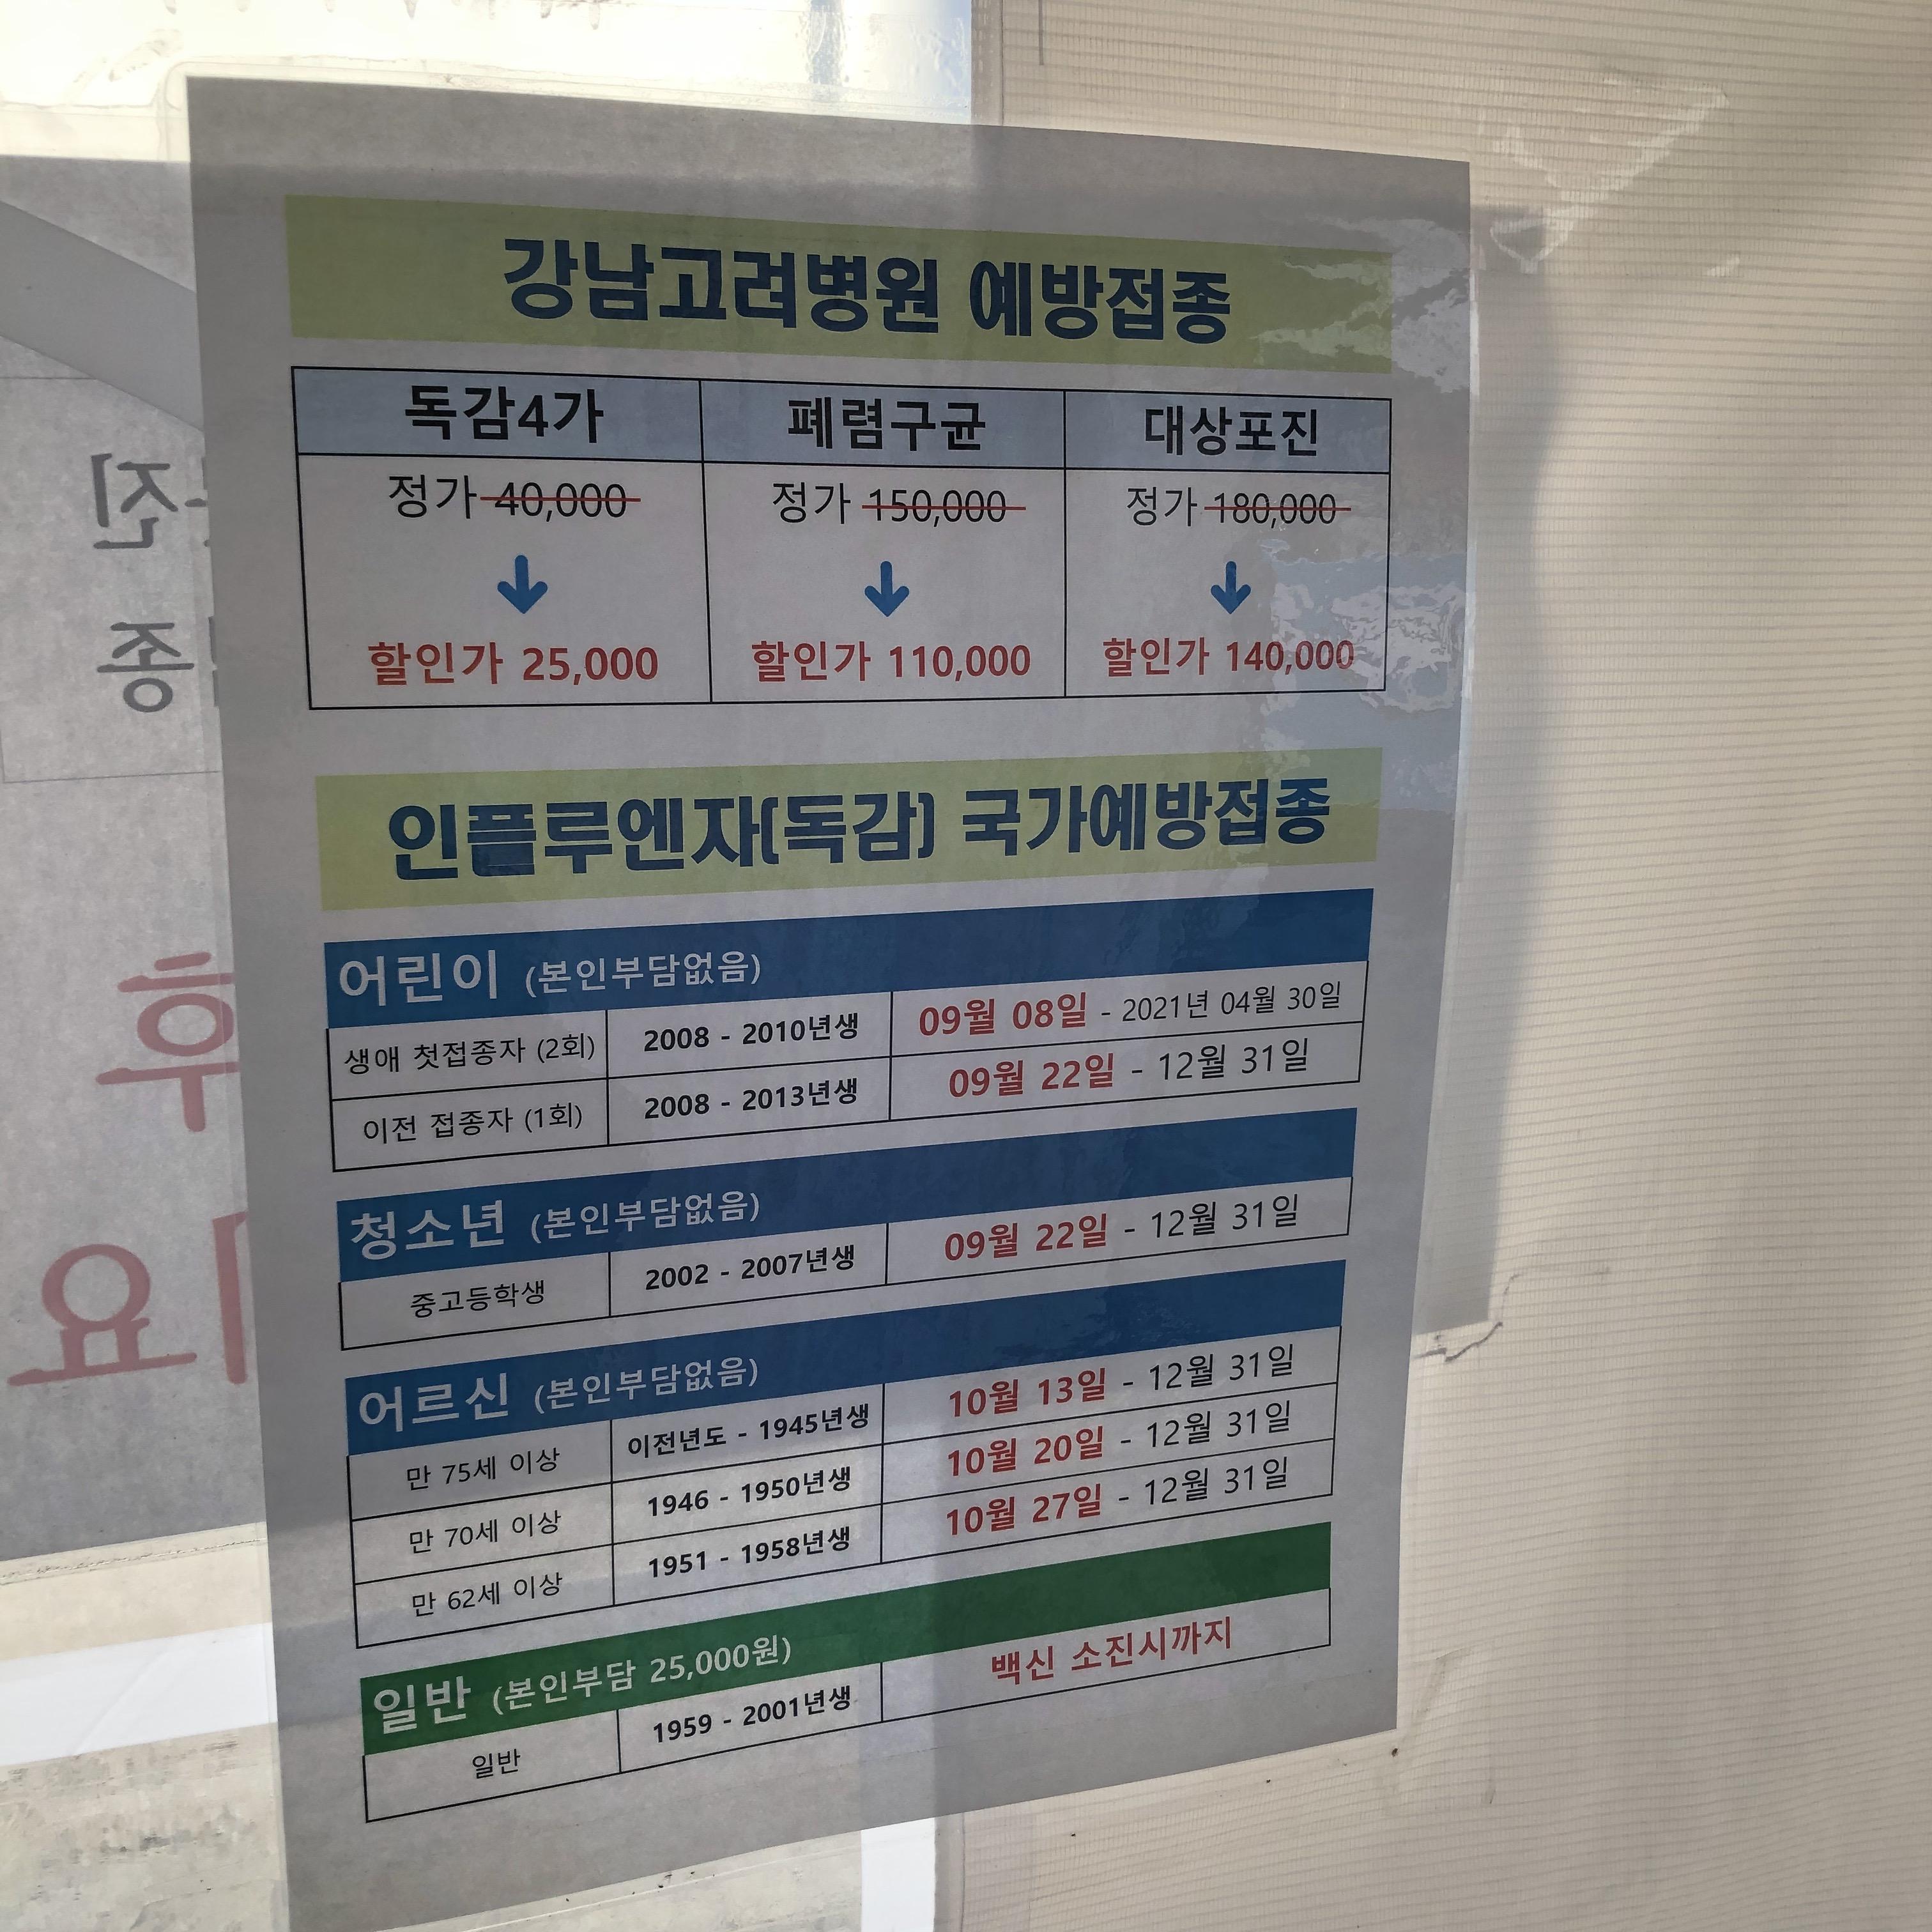 강남고려병원 예방접종
독감4가 폐렴구균 대상포진
정가 40,000 정가 150,000 정가 180,000
할인가 25,000 할인가 110,000 할인가 140,000
인플루엔자(독감) 국가예방접종
어린이 (본인부담없음)
생애 첫접종자 (2회) 2008 - 2010년생 09월 08일 - 2021년 04월 30일
이전 접종자 (1회) 2008 - 2013년생 09월 22일 - 12월 31일
청소년 (본인부담없음)
중고등학생 2002 - 2007년생 09월 22일 - 12월 31일
어르신 (본인부담없음)
만 75세 이상 이전년도 - 1945년생 10월 13일 - 12월 31일
만 70세 이상 1946 - 1950년생 10월 20일 - 12월 31일
만 62세 이상 1951 - 1958년생 10월 27일 - 12월 31일
일반 (본인부담 25,000원)
일반 1959 - 2001년생 백신 소진시까지